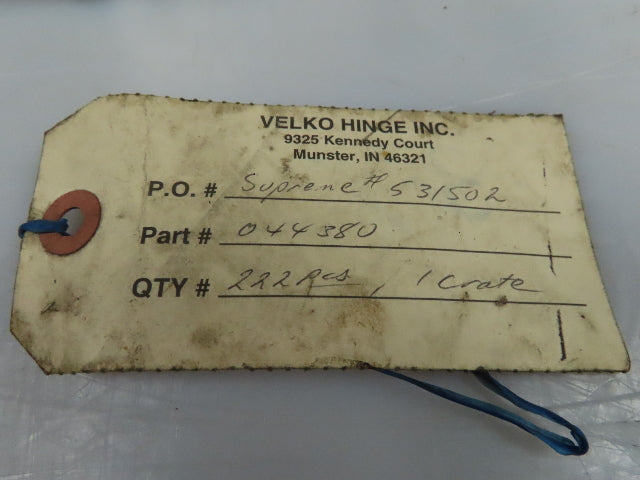 VELKO HINGE INC.
9325 Kennedy Court
Munster, IN 46321
P.O. # Supreme # 531502
Part # 044380
QTY # 222 pcs, 1 crate